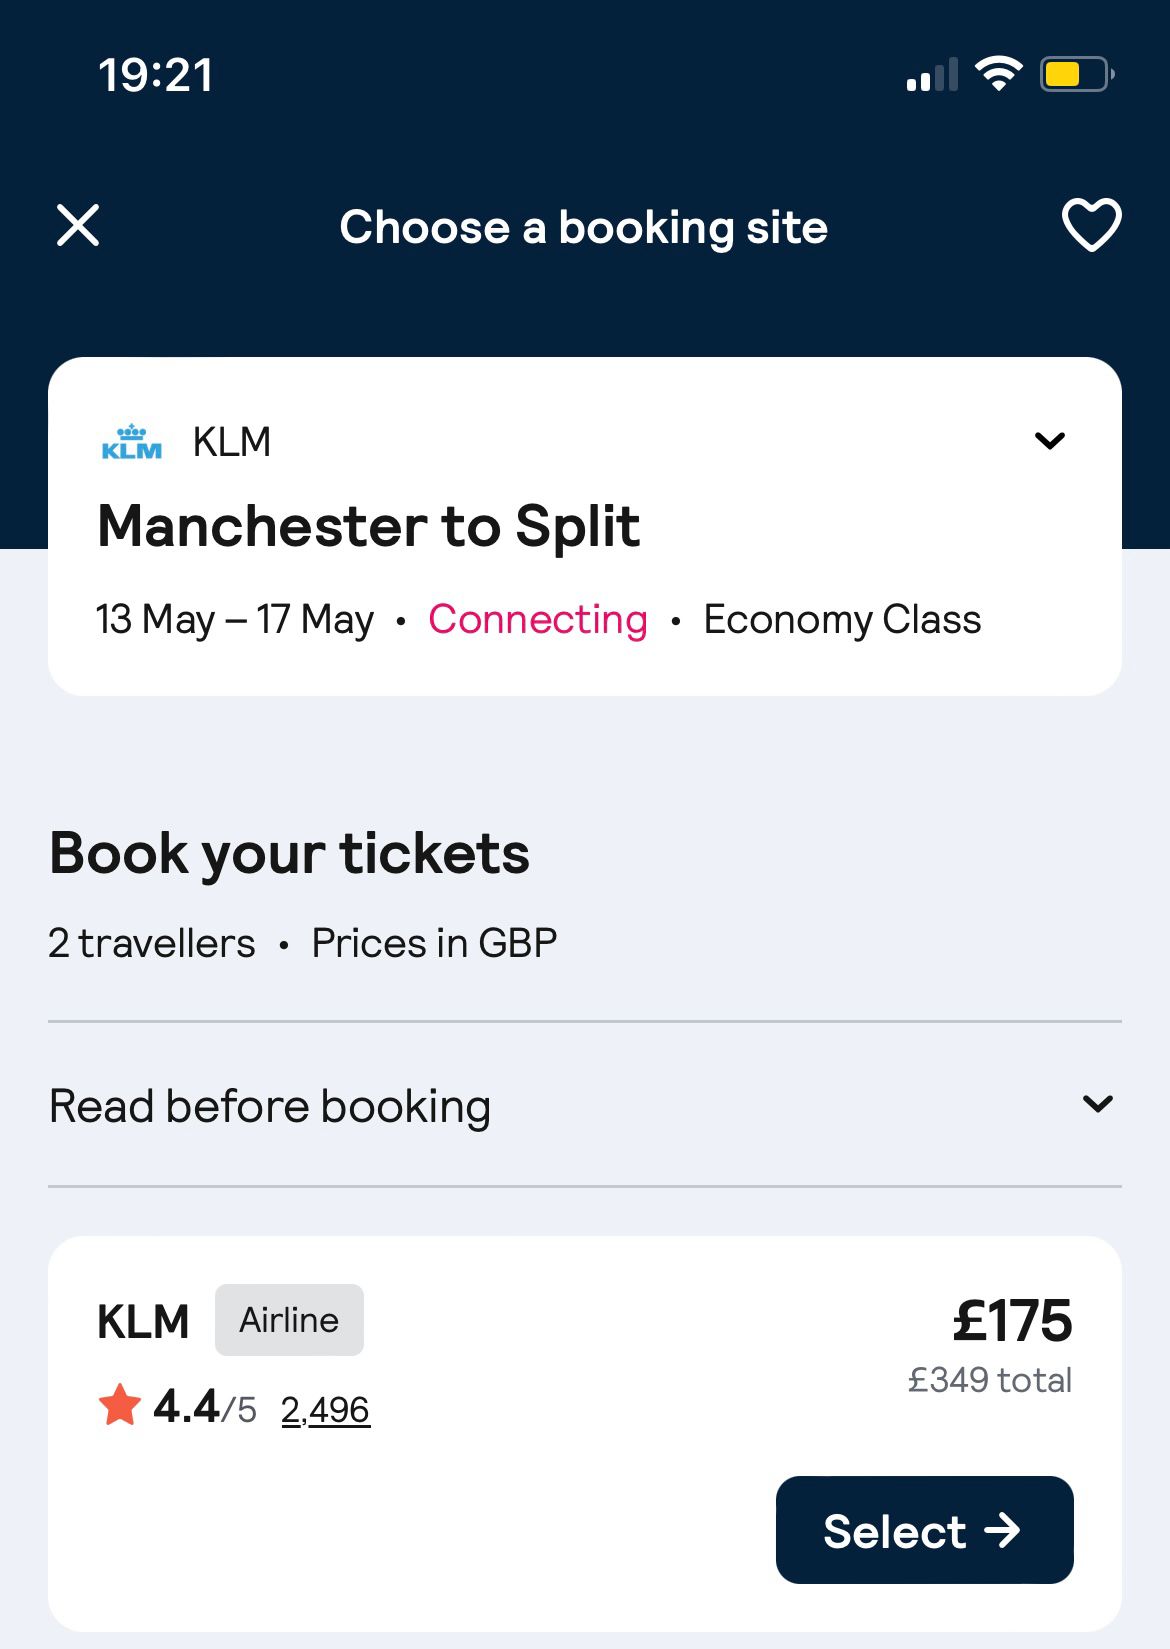 19:21
Choose a booking site
KLM KLM
Manchester to Split
13 May – 17 May • Connecting • Economy Class
Book your tickets
2 travellers • Prices in GBP
Read before booking
KLM Airline £175
£349 total
4.4/5 2,496
Select →